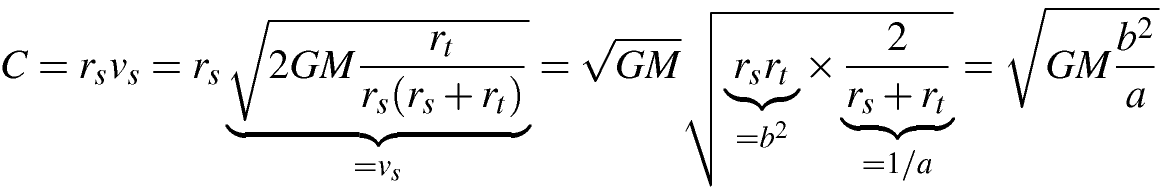 $C = r_s v_s = r_s \underbrace{\sqrt{2GM\frac{r_t}{r_s(r_s + r_t)}}}_{=v_s} = \sqrt{GM}\sqrt{\underbrace{r_s r_t}_{=b^2} \times \underbrace{\frac{2}{r_s + r_t}}_{=1/a}} = \sqrt{GM\frac{b^2}{a}}$